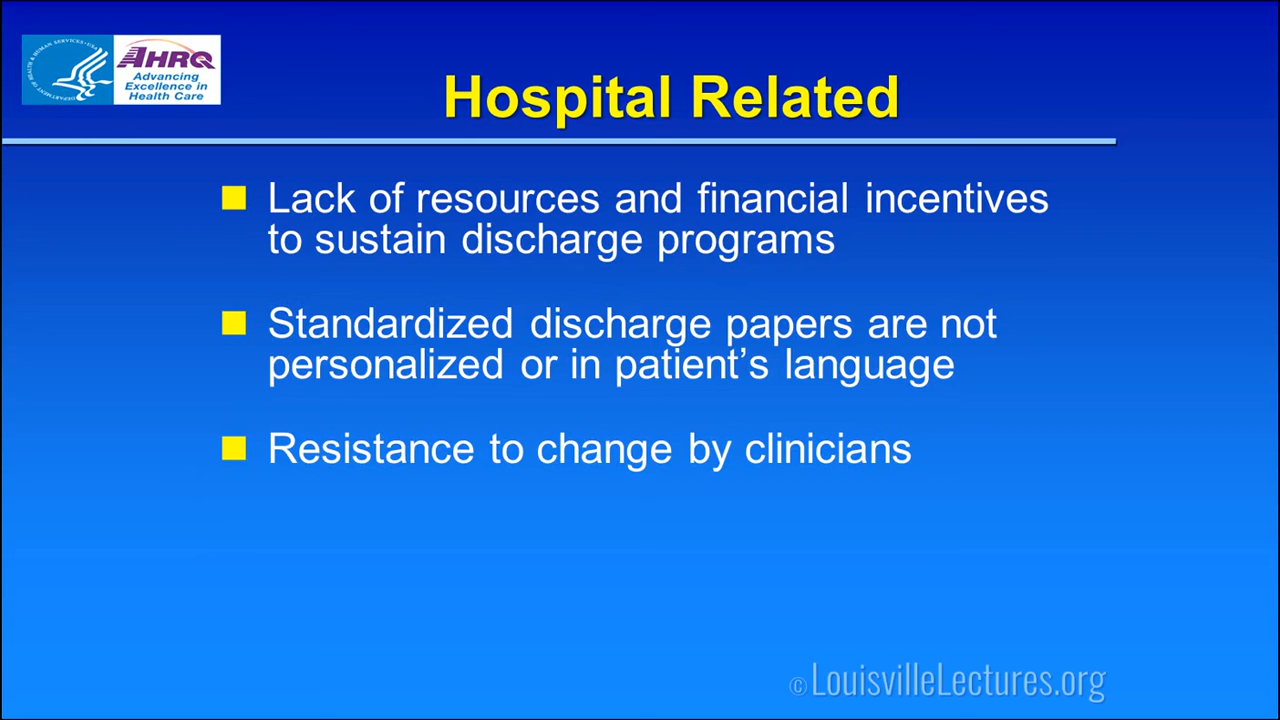 AHRQ
Advancing
Excellence in
Health Care
Hospital Related
Lack of resources and financial incentives
to sustain discharge programs
Standardized discharge papers are not
personalized or in patient’s language
Resistance to change by clinicians
© LouisvilleLectures.org